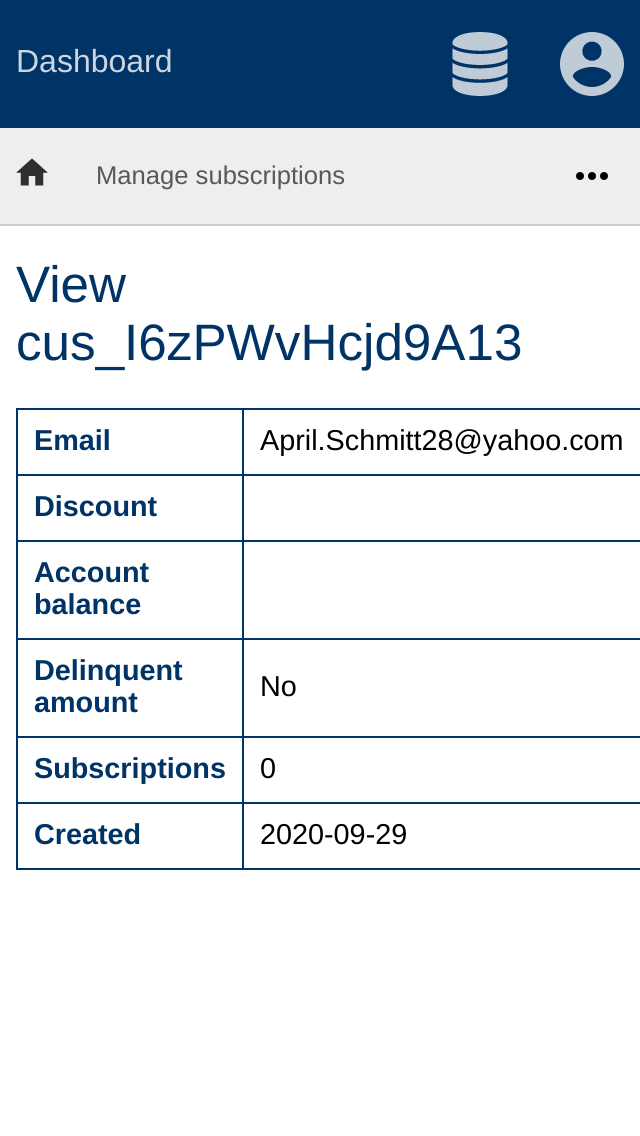 Dashboard
Manage subscriptions
View
cus_I6zPWvHcjd9A13
Email April.Schmitt28@yahoo.com
Discount
Account
balance
Delinquent
amount No
Subscriptions 0
Created 2020-09-29